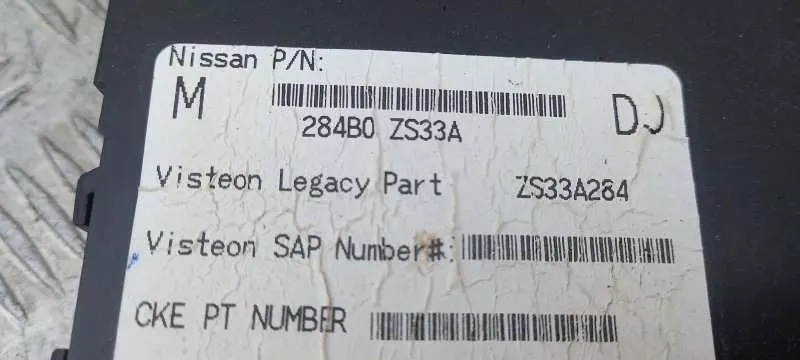 Nissan P/N:
M
284B0 ZS33A
DJ
Visteon Legacy Part ZS33A284
Visteon SAP Number#:
CKE PT NUMBER